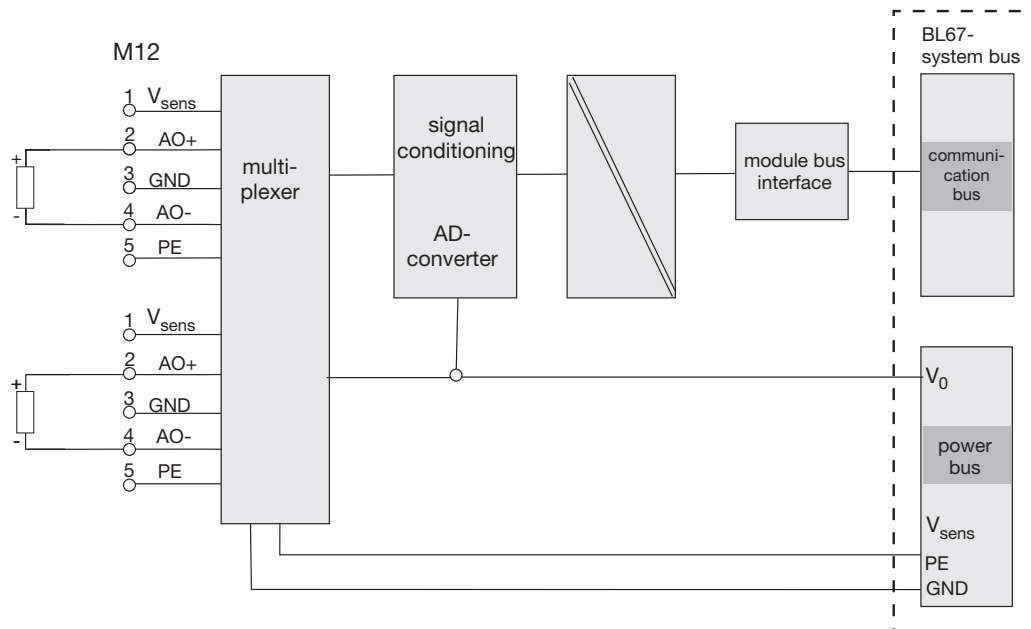 M12
1 Vsens
2 AO+
3 GND
4 AO-
5 PE
+
-
1 Vsens
2 AO+
3 GND
4 AO-
5 PE
+
-
multi-
plexer
signal
conditioning
AD-
converter
module bus
interface
BL67-
system bus
communi-
cation
bus
V0
power
bus
Vsens
PE
GND